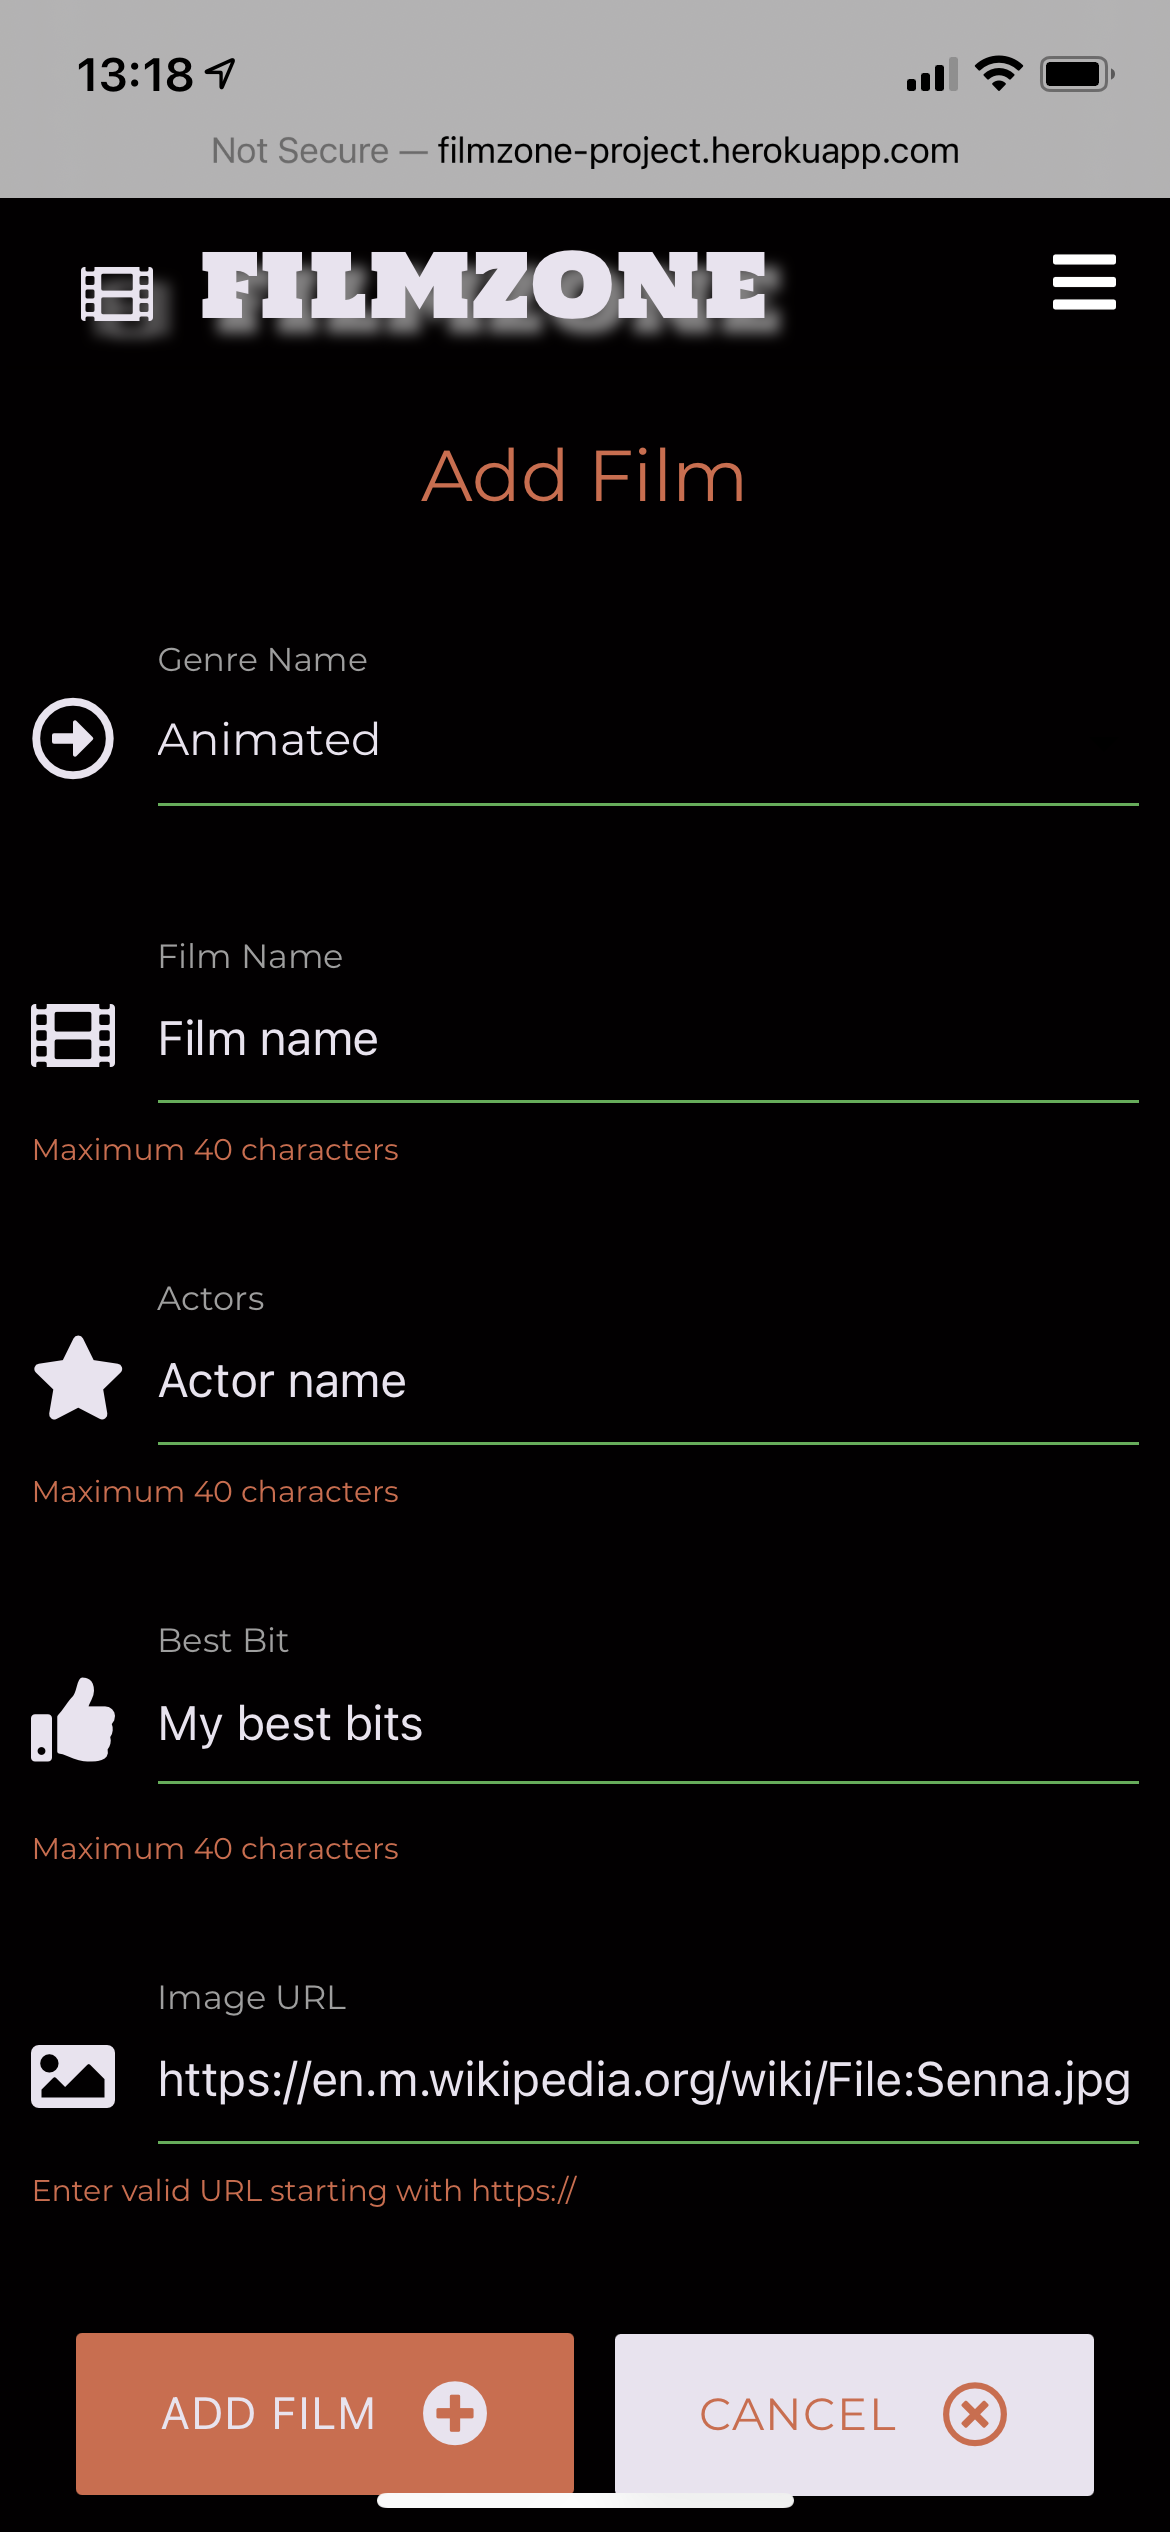 13:18
Not Secure — filmzone-project.herokuapp.com
FILMZONE
Add Film
Genre Name
Animated
Film Name
Film name
Maximum 40 characters
Actors
Actor name
Maximum 40 characters
Best Bit
My best bits
Maximum 40 characters
Image URL
https://en.m.wikipedia.org/wiki/File:Senna.jpg
Enter valid URL starting with https://
ADD FILM
CANCEL